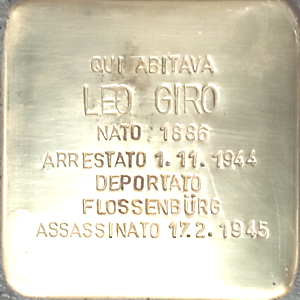 QUI ABITAVA
LEO GIRO
NATO 1886
ARRESTATO 1.11.1944
DEPORTATO
FLOSSENBÜRG
ASSASSINATO 17.2.1945